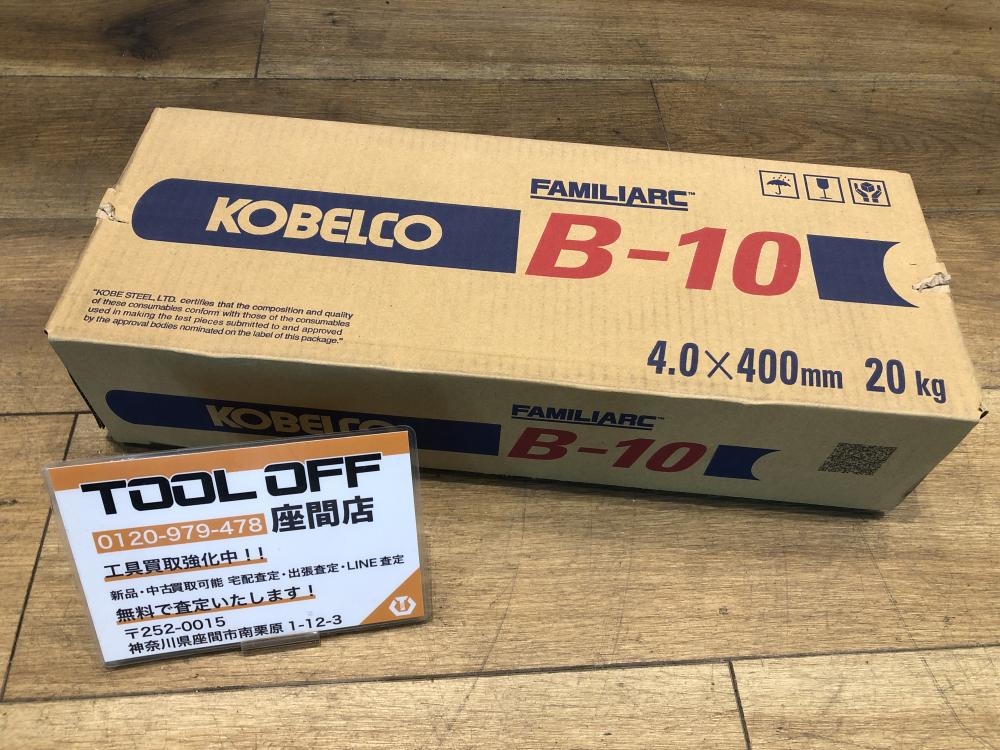 FAMILIARC™
KOBELCO B-10
"KOBE STEEL, LTD. certifies that the composition and quality
of these consumables conform with those of the consumables
used in making the test pieces submitted to and approved
by the approval bodies nominated on the label of this package."
4.0×400mm 20kg
FAMILIARC™
KOBELCO B-10
TOOL OFF
0120-979-478 座間店
工具買取強化中!!
新品・中古買取可能 宅配査定・出張査定・LINE査定
無料で査定いたします!
〒252-0015
神奈川県座間市南栗原 1-12-3